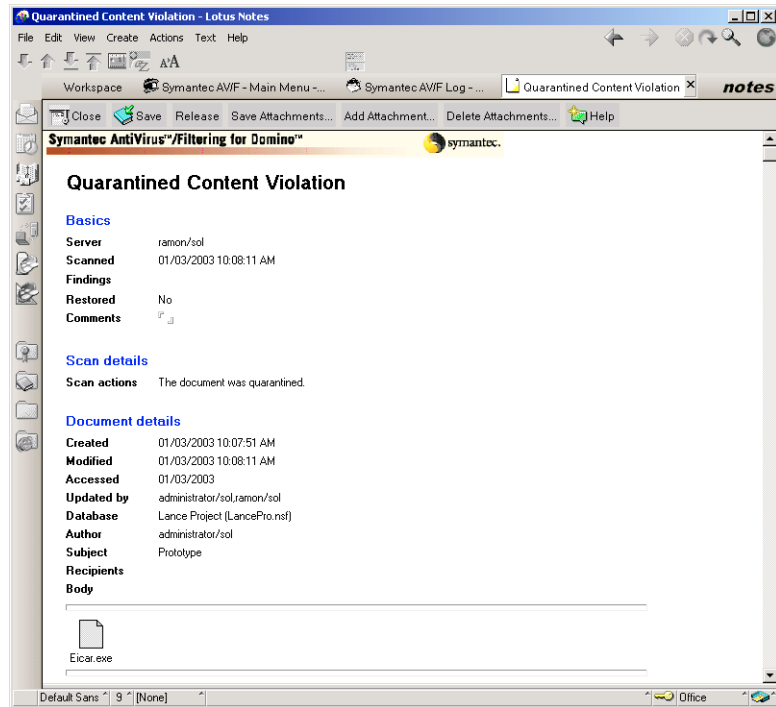 Quarantined Content Violation - Lotus Notes
File Edit View Create Actions Text Help
Workspace Symantec AV/F - Main Menu -... Symantec AV/F Log - ... Quarantined Content Violation notes
Close Save Release Save Attachments... Add Attachment... Delete Attachments... Help
Symantec AntiVirus™/Filtering for Domino™ symantec.
Quarantined Content Violation
Basics
Server ramon/sol
Scanned 01/03/2003 10:08:11 AM
Findings
Restored No
Comments
Scan details
Scan actions The document was quarantined.
Document details
Created 01/03/2003 10:07:51 AM
Modified 01/03/2003 10:08:11 AM
Accessed 01/03/2003
Updated by administrator/sol,ramon/sol
Database Lance Project (LancePro.nsf)
Author administrator/sol
Subject Prototype
Recipients
Body
Eicar.exe
Default Sans 9 [None] Office